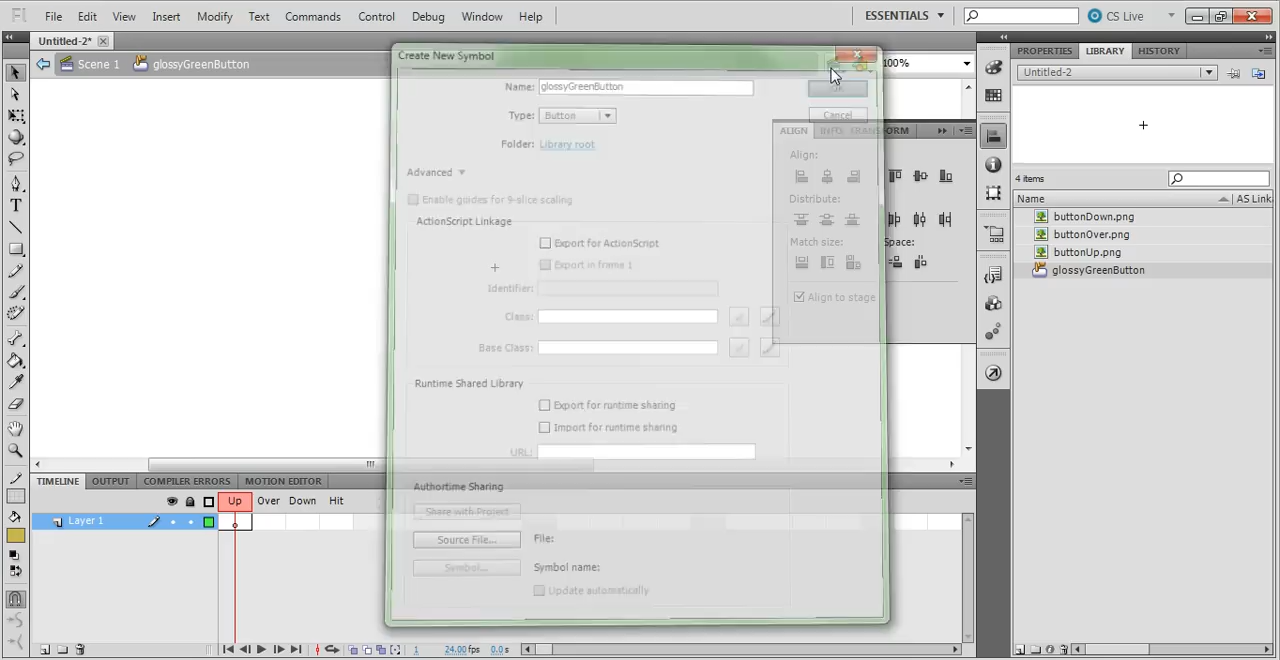 Fl File Edit View Insert Modify Text Commands Control Debug Window Help ESSENTIALS CS Live
Untitled-2*
Scene 1 glossyGreenButton 100%
Create New Symbol
Name: glossyGreenButton OK
Type: Button Cancel
Folder: Library root
Advanced
Enable guides for 9-slice scaling
ActionScript Linkage
Export for ActionScript
Export in frame 1
Identifier:
Class:
Base Class:
Runtime Shared Library
Export for runtime sharing
Import for runtime sharing
URL:
Authortime Sharing
Share with Project
Source File... File:
Symbol... Symbol name:
Update automatically
ALIGN INFO TRANSFORM
Align:
Distribute:
Match size: Space:
Align to stage
PROPERTIES LIBRARY HISTORY
Untitled-2
4 items
Name AS Link
buttonDown.png
buttonOver.png
buttonUp.png
glossyGreenButton
TIMELINE OUTPUT COMPILER ERRORS MOTION EDITOR
Up Over Down Hit
Layer 1
1 24.00 fps 0.0 s